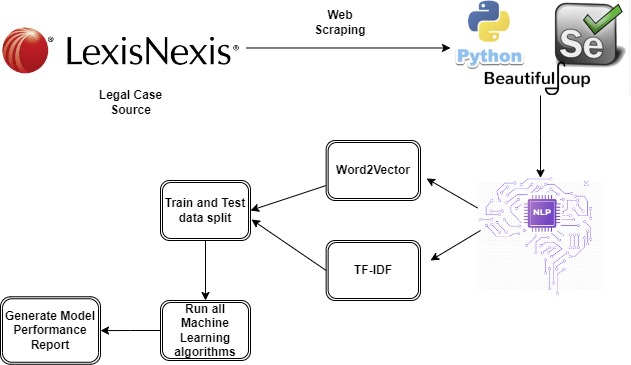 LexisNexis®
Web
Scraping
python
Se
BeautifulSoup
Legal Case
Source
Word2Vector
Train and Test
data split
NLP
TF-IDF
Generate Model
Performance
Report
Run all
Machine
Learning
algorithms